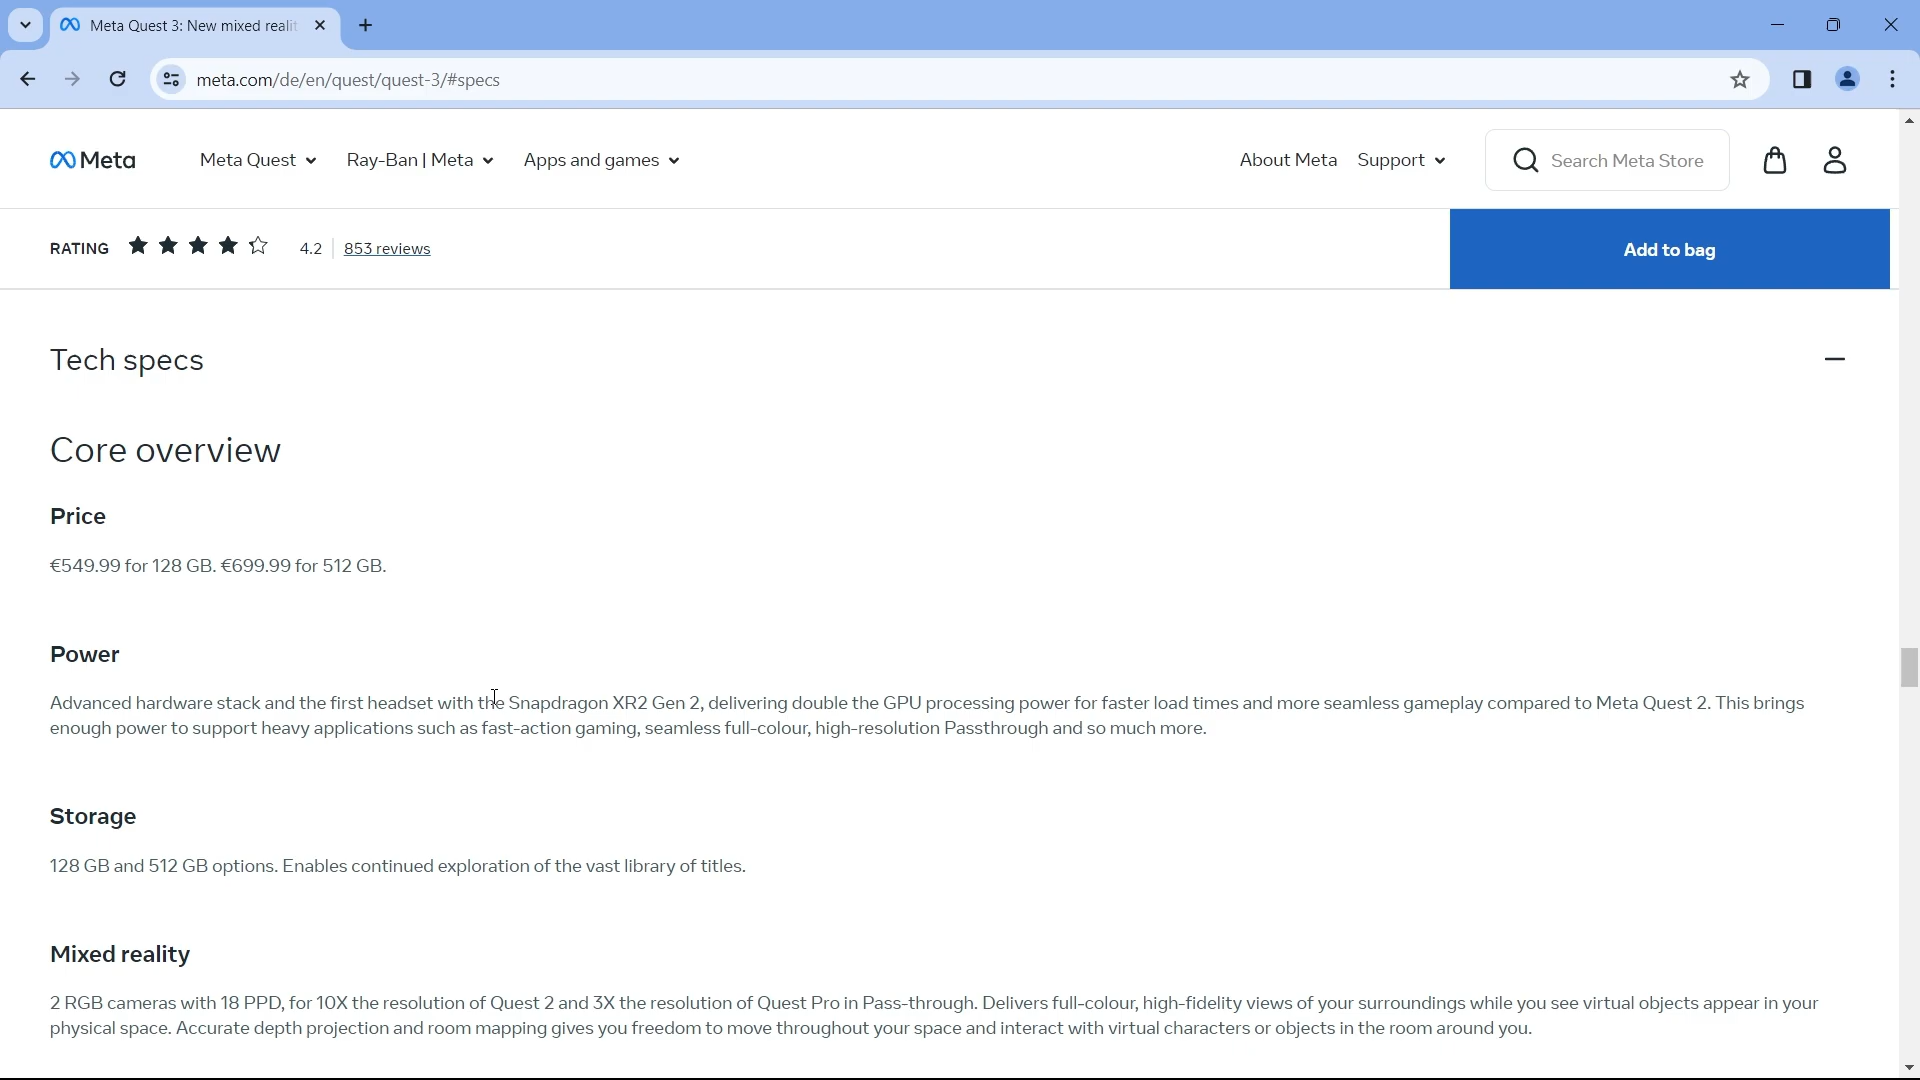 Meta Quest 3: New mixed realit
meta.com/de/en/quest/quest-3/#specs
Meta
Meta Quest
Ray-Ban | Meta
Apps and games
About Meta
Support
Search Meta Store
RATING
4.2
853 reviews
Add to bag
Tech specs
Core overview
Price
€549.99 for 128 GB. €699.99 for 512 GB.
Power
Advanced hardware stack and the first headset with the Snapdragon XR2 Gen 2, delivering double the GPU processing power for faster load times and more seamless gameplay compared to Meta Quest 2. This brings
enough power to support heavy applications such as fast-action gaming, seamless full-colour, high-resolution Passthrough and so much more.
Storage
128 GB and 512 GB options. Enables continued exploration of the vast library of titles.
Mixed reality
2 RGB cameras with 18 PPD, for 10X the resolution of Quest 2 and 3X the resolution of Quest Pro in Pass-through. Delivers full-colour, high-fidelity views of your surroundings while you see virtual objects appear in your
physical space. Accurate depth projection and room mapping gives you freedom to move throughout your space and interact with virtual characters or objects in the room around you.